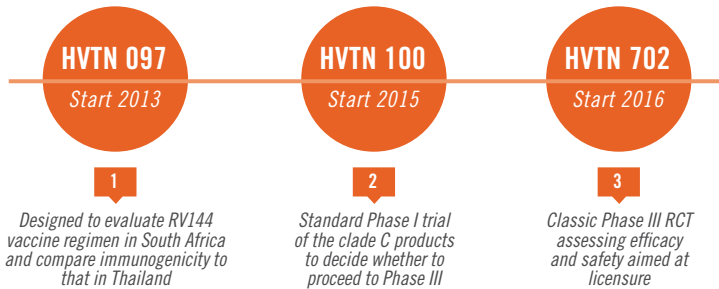 HVTN 097
Start 2013
HVTN 100
Start 2015
HVTN 702
Start 2016
1
Designed to evaluate RV144
vaccine regimen in South Africa
and compare immunogenicity to
that in Thailand
2
Standard Phase I trial
of the clade C products
to decide whether to
proceed to Phase III
3
Classic Phase III RCT
assessing efficacy
and safety aimed at
licensure